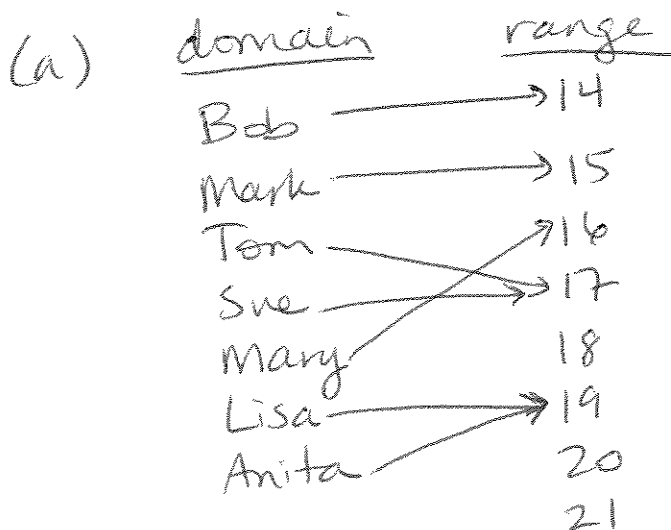 (a) domain range
Bob 14
Mark 15
Tom 16
Sue 17
Mary 18
Lisa 19
Anita 20
21